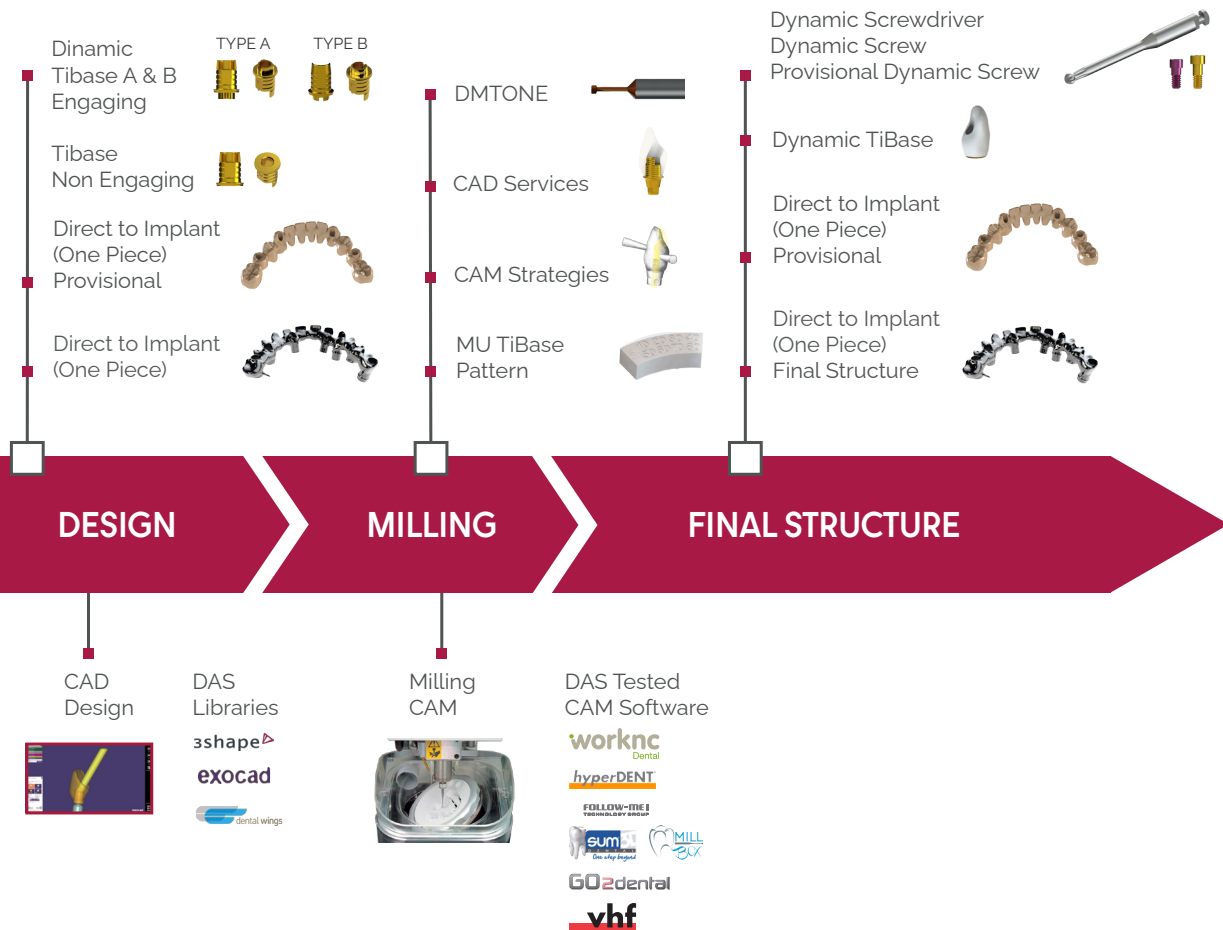 Dinamic
Tibase A & B
Engaging
TYPE A
TYPE B
Tibase
Non Engaging
Direct to Implant
(One Piece)
Provisional
Direct to Implant
(One Piece)
DMTONE
CAD Services
CAM Strategies
MU TiBase
Pattern
Dynamic Screwdriver
Dynamic Screw
Provisional Dynamic Screw
Dynamic TiBase
Direct to Implant
(One Piece)
Provisional
Direct to Implant
(One Piece)
Final Structure
DESIGN
MILLING
FINAL STRUCTURE
CAD
Design
DAS
Libraries
3shape
exocad
dental wings
Milling
CAM
DAS Tested
CAM Software
worknc
Dental
hyperDENT
FOLLOW-ME!
TECHNOLOGY GROUP
sum3D
DENTAL
One step beyond
MILL
BOX
GO2dental
vhf